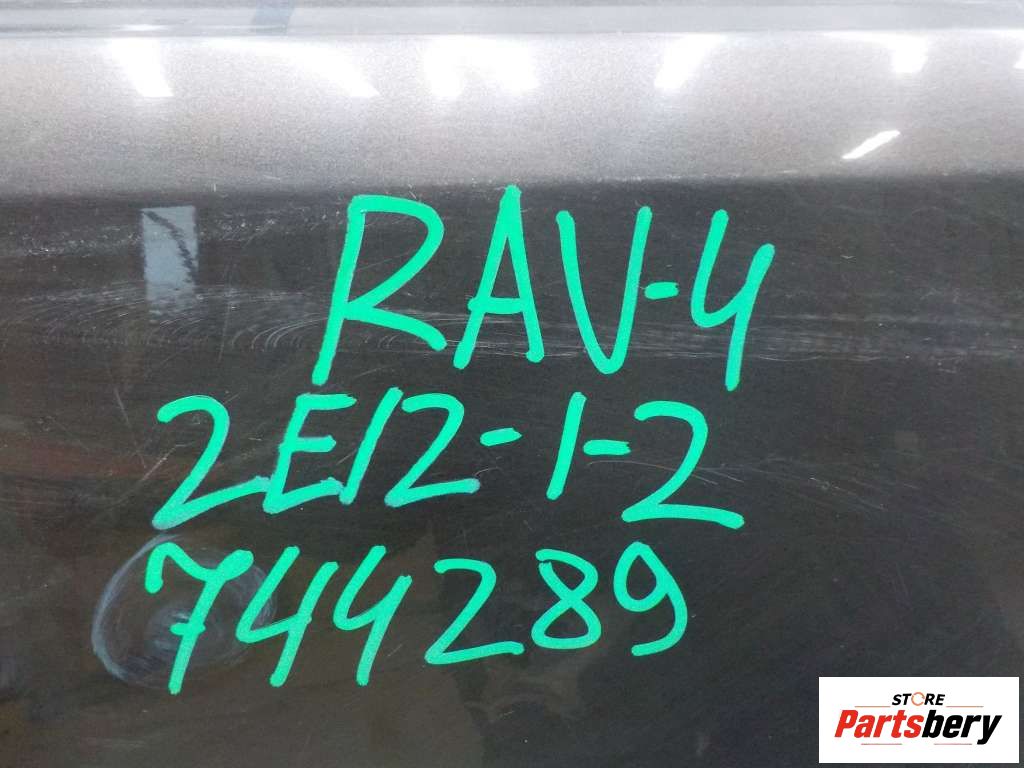 RAV-4
2E12-1-2
744289
STORE
Partsbery